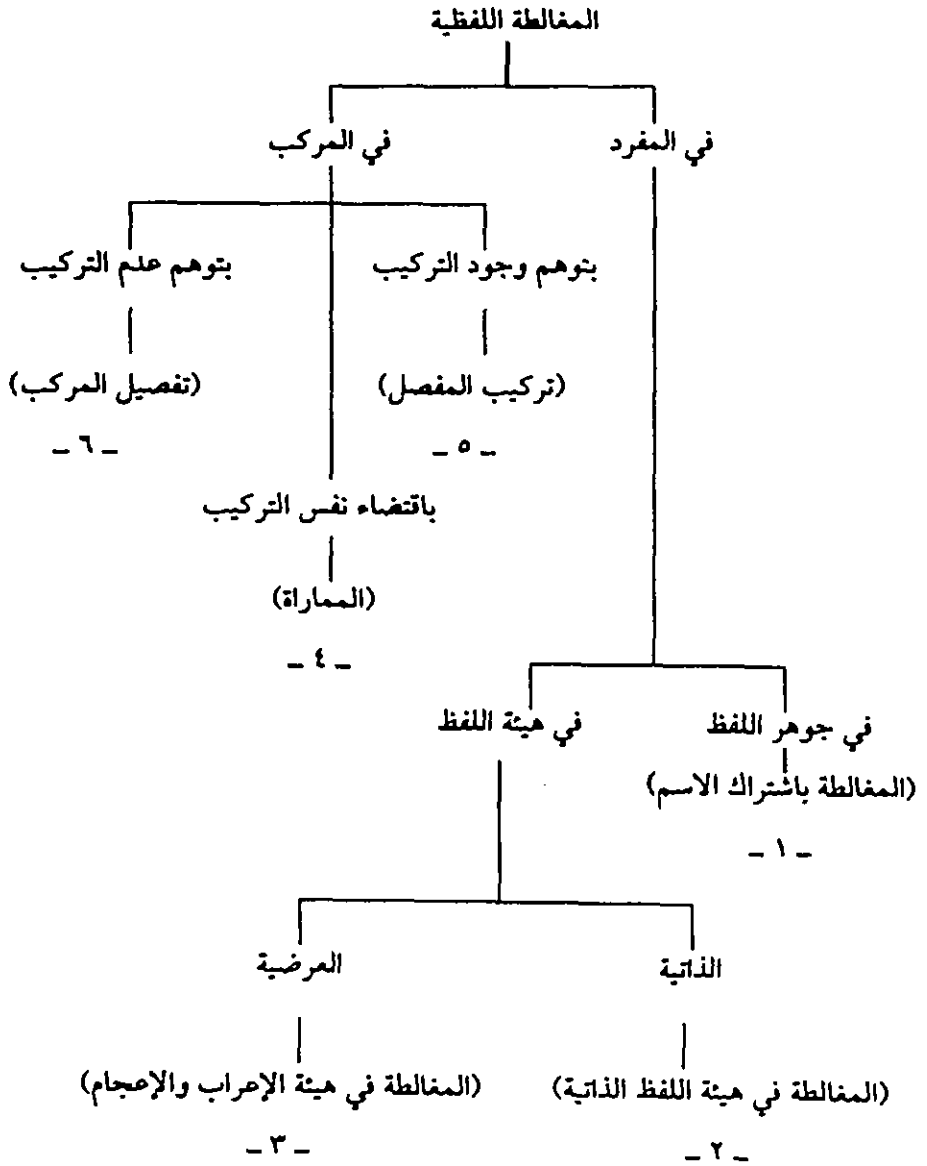 المغالطة اللفظية
في المفرد
في المركب
بتوهم وجود التركيب
بتوهم عدم التركيب
(تركيب المفصل)
(تفصيل المركب)
ـ ٥ ـ
ـ ٦ ـ
باقتضاء نفس التركيب
(المماراة)
ـ ٤ ـ
في جوهر اللفظ
في هيئة اللفظ
(المغالطة باشتراك الاسم)
ـ ١ ـ
الذاتية
العرضية
(المغالطة في هيئة اللفظ الذاتية)
(المغالطة في هيئة الإعراب والإعجام)
ـ ٢ ـ
ـ ٣ ـ